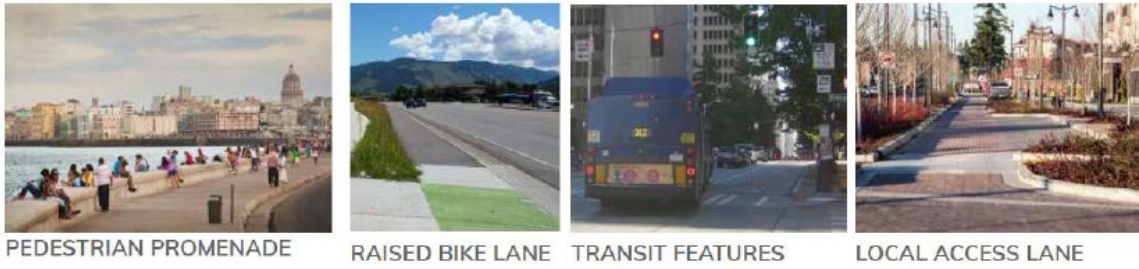 PEDESTRIAN PROMENADE
RAISED BIKE LANE
TRANSIT FEATURES
LOCAL ACCESS LANE